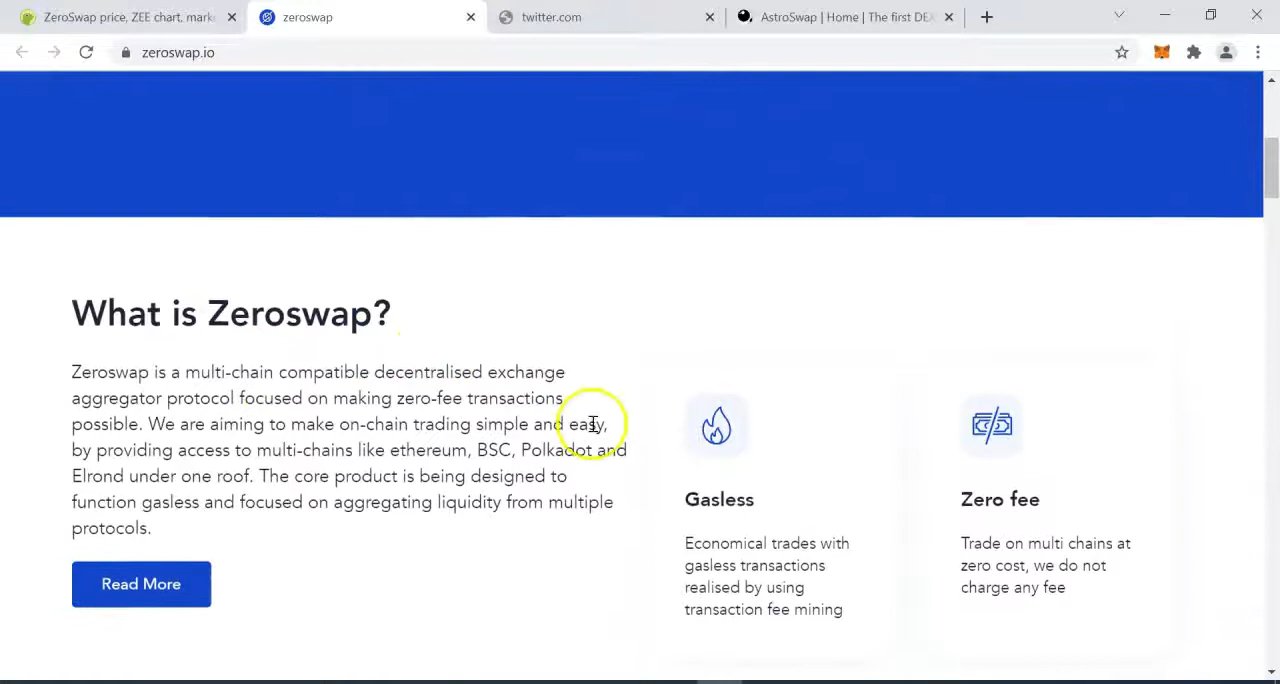 ZeroSwap price, ZEE chart, mark
zeroswap
twitter.com
AstroSwap | Home | The first DEX
zeroswap.io
What is Zeroswap?
Zeroswap is a multi-chain compatible decentralised exchange
aggregator protocol focused on making zero-fee transactions
possible. We are aiming to make on-chain trading simple and easy,
by providing access to multi-chains like ethereum, BSC, Polkadot and
Elrond under one roof. The core product is being designed to
function gasless and focused on aggregating liquidity from multiple
protocols.
Read More
Gasless
Economical trades with
gasless transactions
realised by using
transaction fee mining
Zero fee
Trade on multi chains at
zero cost, we do not
charge any fee